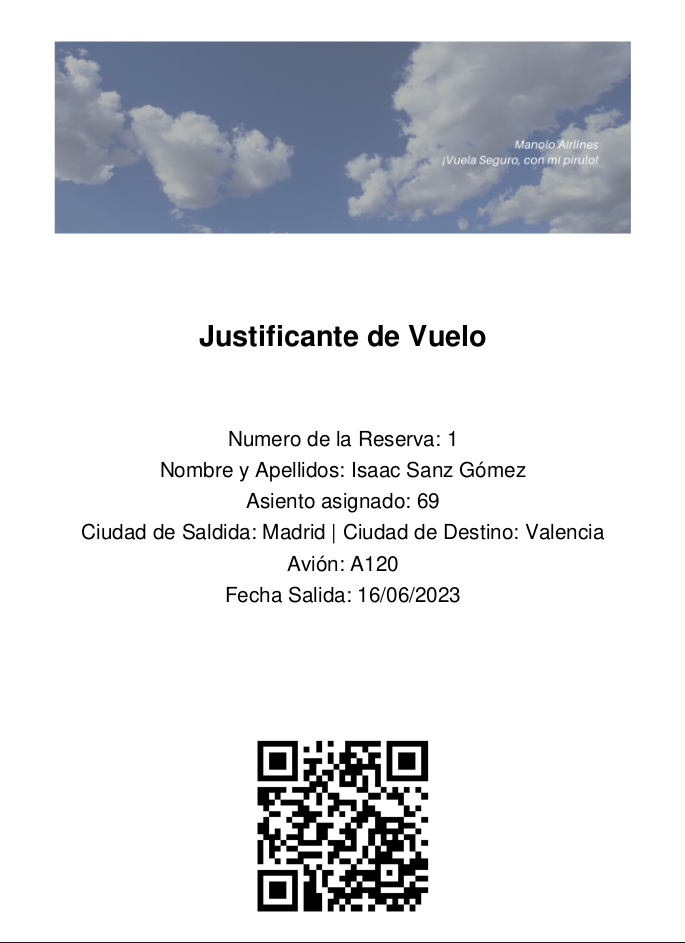 Manolo Airlines
¡Vuela Seguro, con mi pirulo!
Justificante de Vuelo
Numero de la Reserva: 1
Nombre y Apellidos: Isaac Sanz Gómez
Asiento asignado: 69
Ciudad de Saldida: Madrid | Ciudad de Destino: Valencia
Avión: A120
Fecha Salida: 16/06/2023